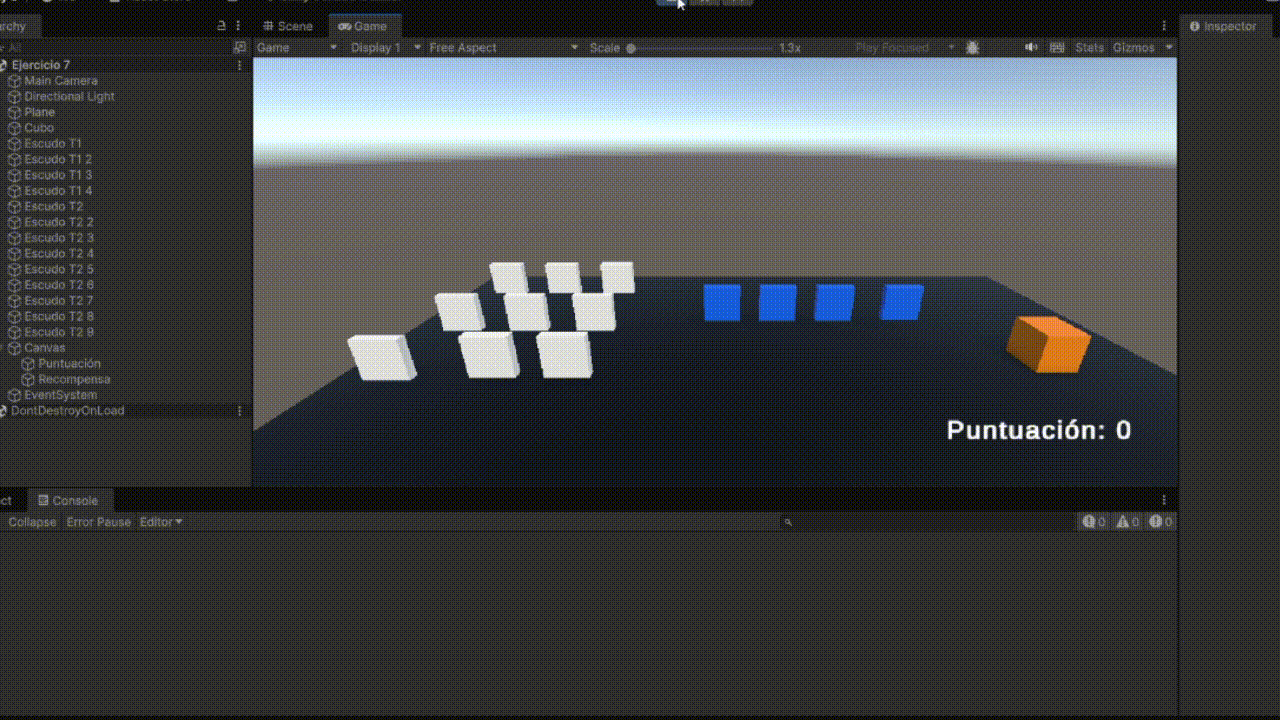 archy
Scene
Game
Inspector
All
Game
Display 1
Free Aspect
Scale
1.3x
Play Focused
Stats
Gizmos
Ejercicio 7
Main Camera
Directional Light
Plane
Cubo
Escudo T1
Escudo T1 2
Escudo T1 3
Escudo T1 4
Escudo T2
Escudo T2 2
Escudo T2 3
Escudo T2 4
Escudo T2 5
Escudo T2 6
Escudo T2 7
Escudo T2 8
Escudo T2 9
Canvas
Puntuación
Recompensa
EventSystem
DontDestroyOnLoad
Puntuación: 0
ct
Console
Collapse
Error Pause
Editor
0
0
0